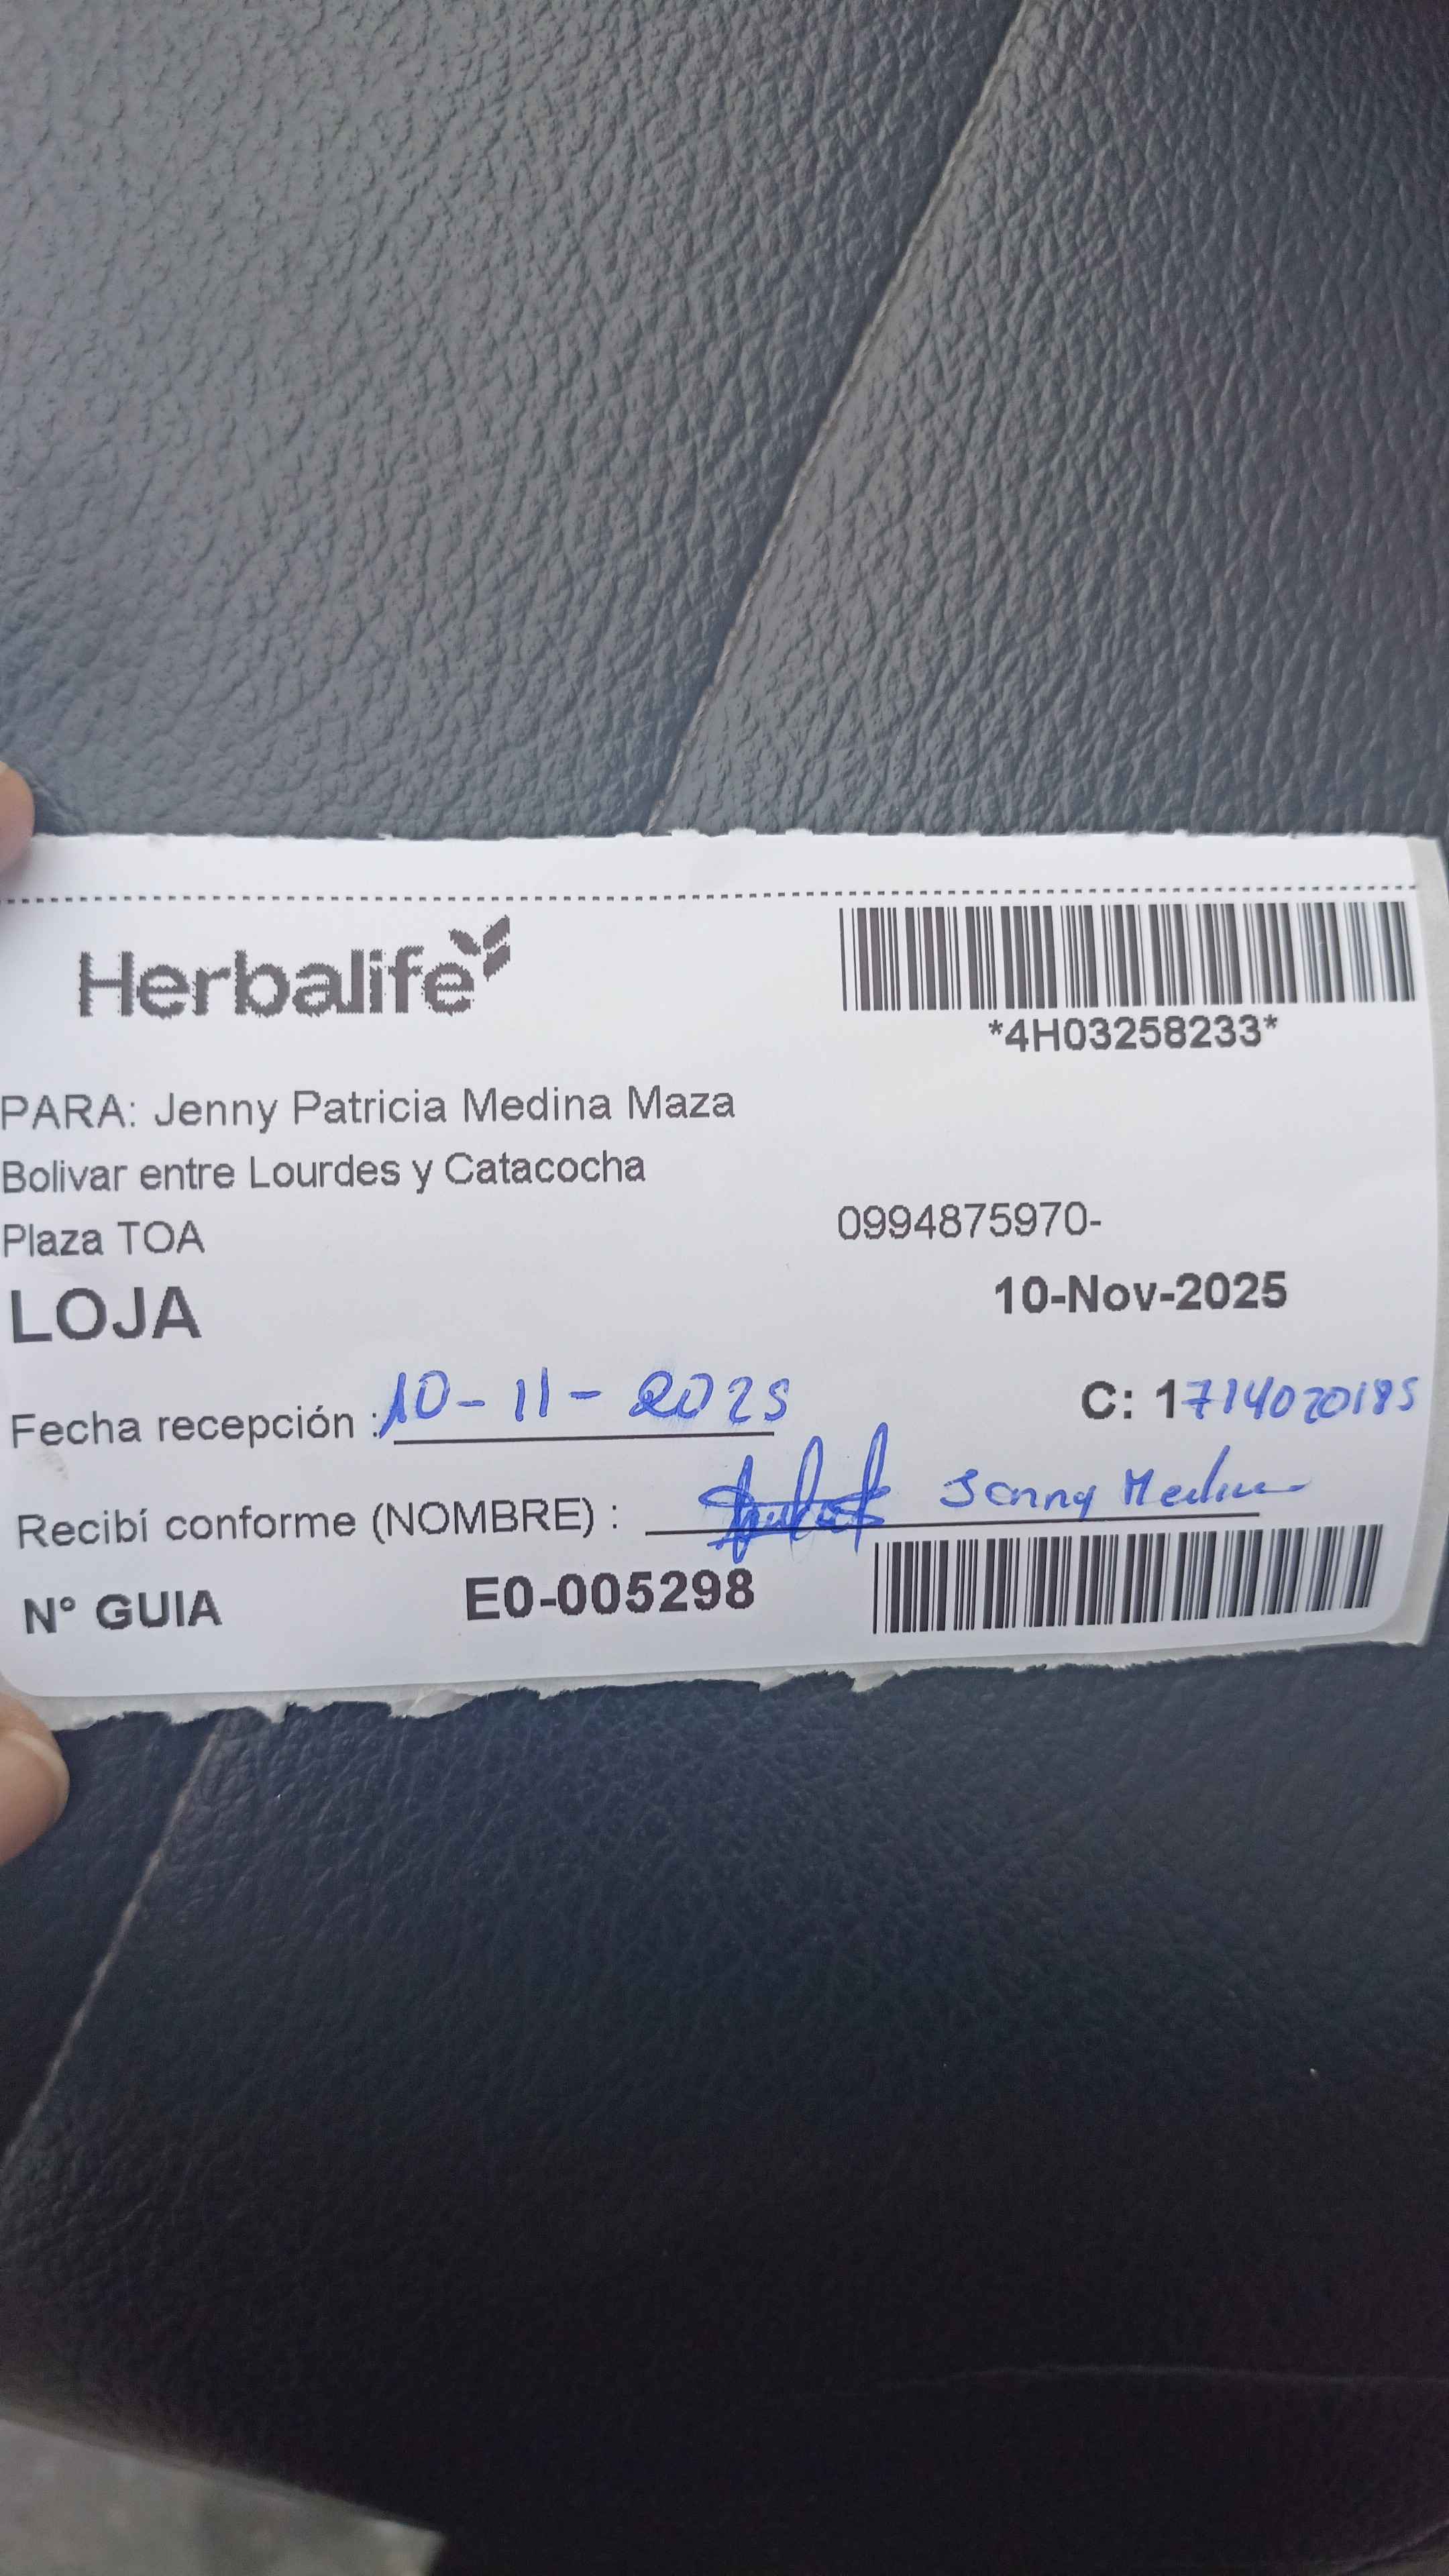 Herbalife
*4H03258233*
PARA: Jenny Patricia Medina Maza
Bolivar entre Lourdes y Catacocha
Plaza TOA
0994875970-
LOJA
10-Nov-2025
Fecha recepción : 10-11-2025
C: 1714020185
Recibí conforme (NOMBRE) : Jenny Medina
N° GUIA E0-005298